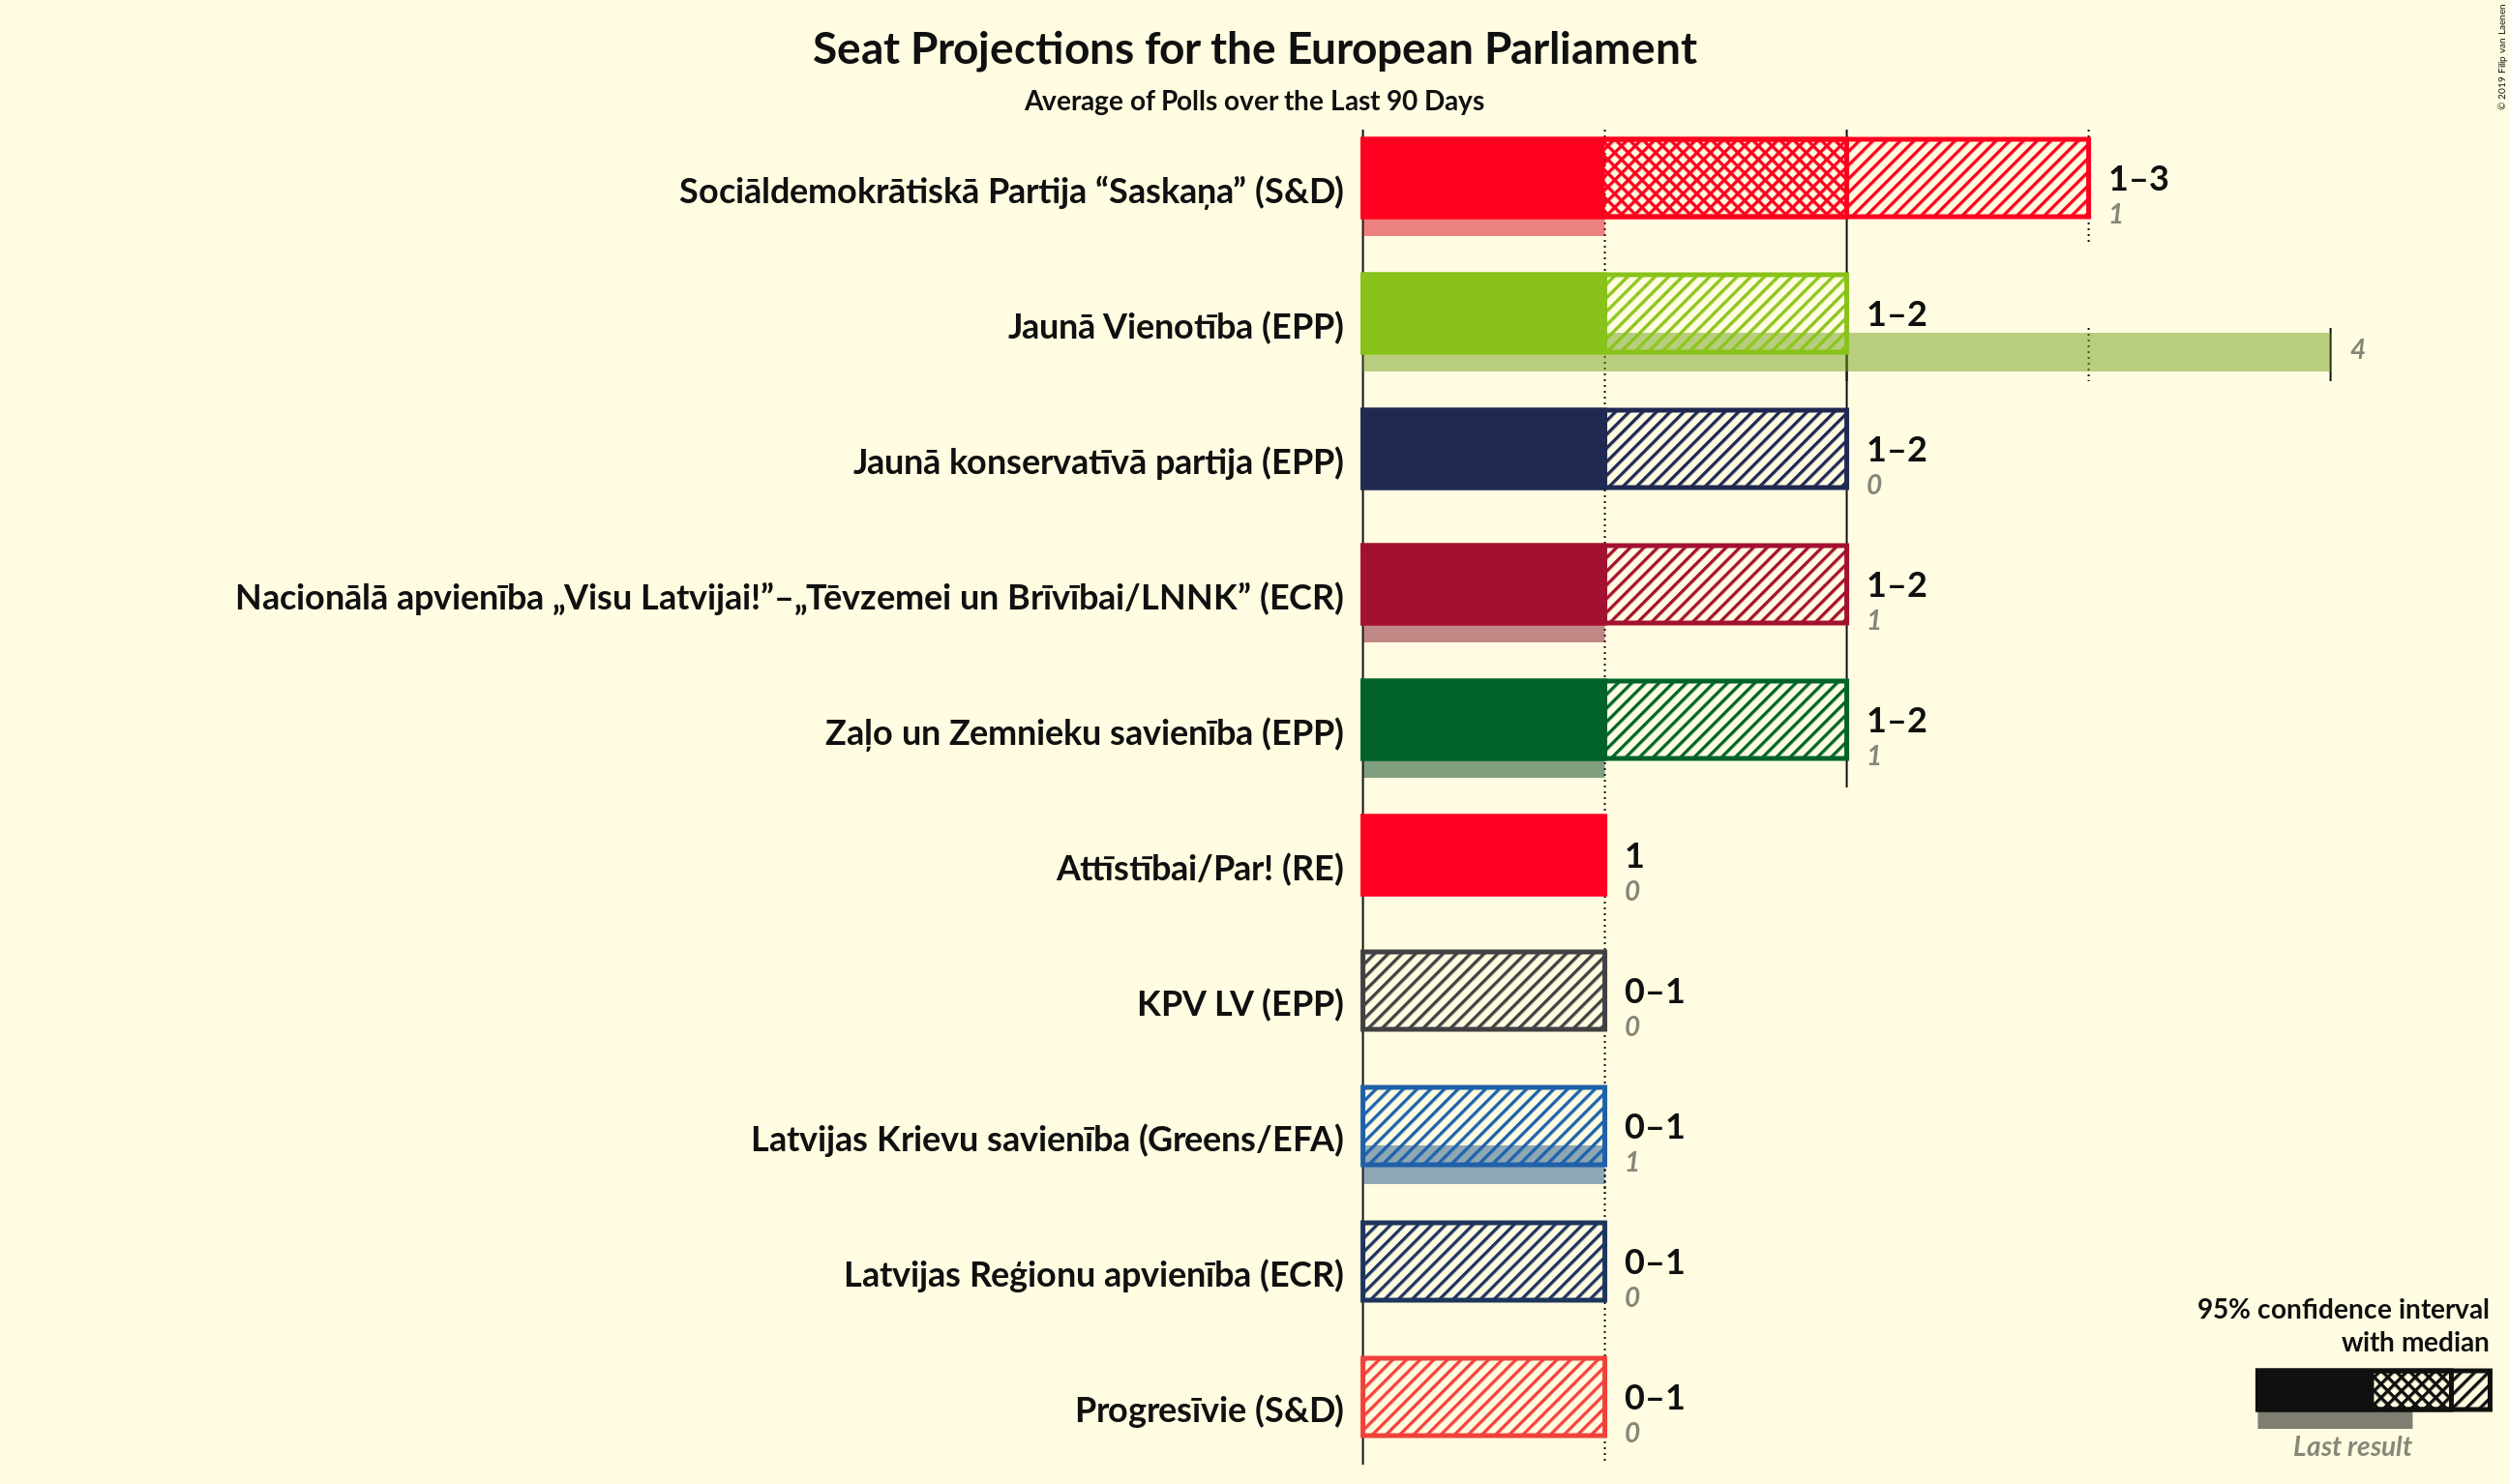 Seat Projections for the European Parliament
Average of Polls over the Last 90 Days
© 2019 Filip van Laenen
Sociāldemokrātiskā Partija “Saskaņa” (S&D)
1–3
1
Jaunā Vienotība (EPP)
1–2
4
Jaunā konservatīvā partija (EPP)
1–2
0
Nacionālā apvienība „Visu Latvijai!”–„Tēvzemei un Brīvībai/LNNK” (ECR)
1–2
1
Zaļo un Zemnieku savienība (EPP)
1–2
1
Attīstībai/Par! (RE)
1
0
KPV LV (EPP)
0–1
0
Latvijas Krievu savienība (Greens/EFA)
0–1
1
Latvijas Reģionu apvienība (ECR)
0–1
0
Progresīvie (S&D)
0–1
0
95% confidence interval
with median
Last result